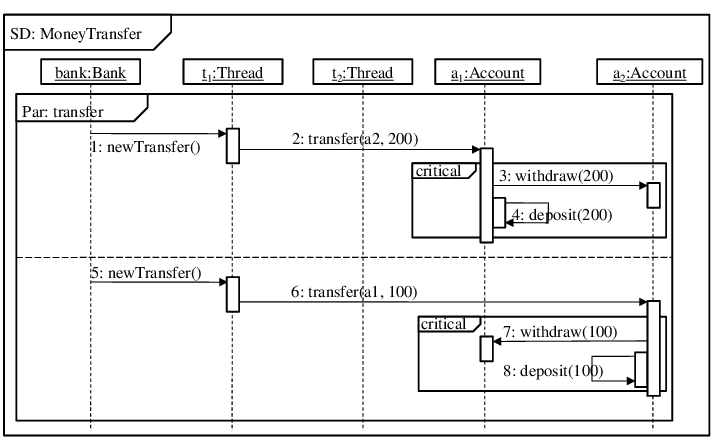 SD: MoneyTransfer
bank:Bank
t1:Thread
t2:Thread
a1:Account
a2:Account
Par: transfer
1: newTransfer()
2: transfer(a2, 200)
critical
3: withdraw(200)
4: deposit(200)
5: newTransfer()
6: transfer(a1, 100)
critical
7: withdraw(100)
8: deposit(100)